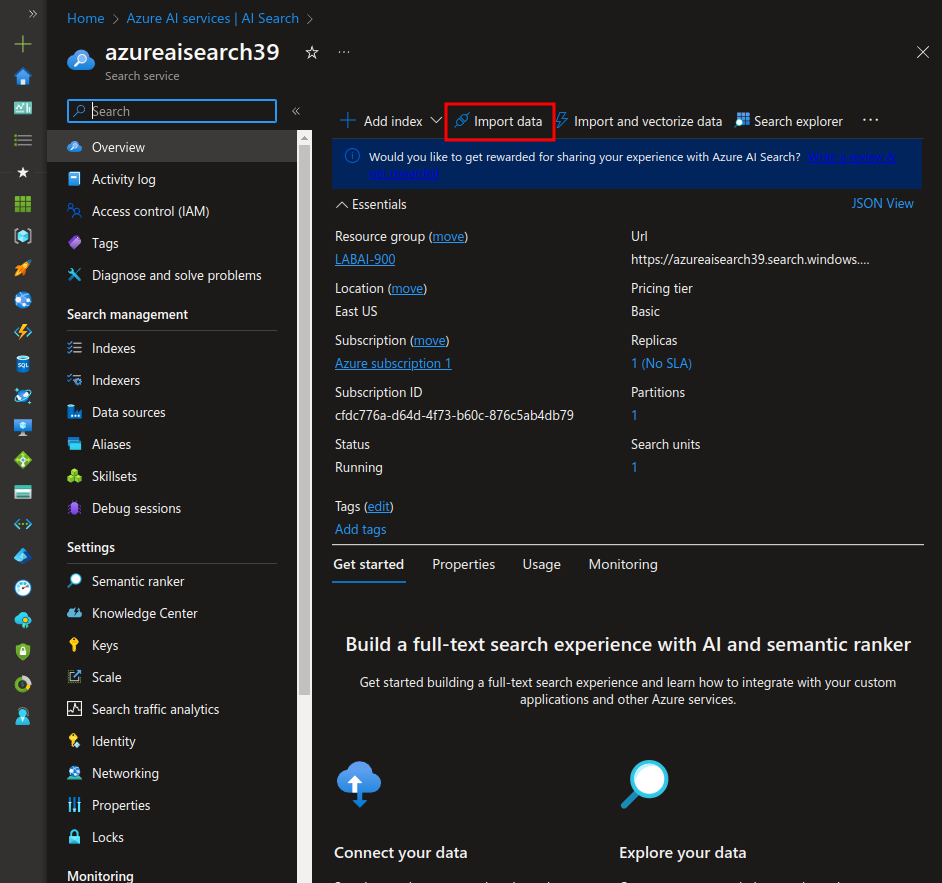 Home > Azure AI services | AI Search >
azureaisearch39
Search service
Search
Overview
Activity log
Access control (IAM)
Tags
Diagnose and solve problems
Search management
Indexes
Indexers
Data sources
Aliases
Skillsets
Debug sessions
Settings
Semantic ranker
Knowledge Center
Keys
Scale
Search traffic analytics
Identity
Networking
Properties
Locks
Monitoring
Add index Import data Import and vectorize data Search explorer
Would you like to get rewarded for sharing your experience with Azure AI Search?
Essentials JSON View
Resource group (move)
LABAI-900
Location (move)
East US
Subscription (move)
Azure subscription 1
Subscription ID
cfdc776a-d64d-4f73-b60c-876c5ab4db79
Status
Running
Url
https://azureaisearch39.search.windows....
Pricing tier
Basic
Replicas
1 (No SLA)
Partitions
1
Search units
1
Tags (edit)
Add tags
Get started Properties Usage Monitoring
Build a full-text search experience with AI and semantic ranker
Get started building a full-text search experience and learn how to integrate with your custom
applications and other Azure services.
Connect your data
Explore your data